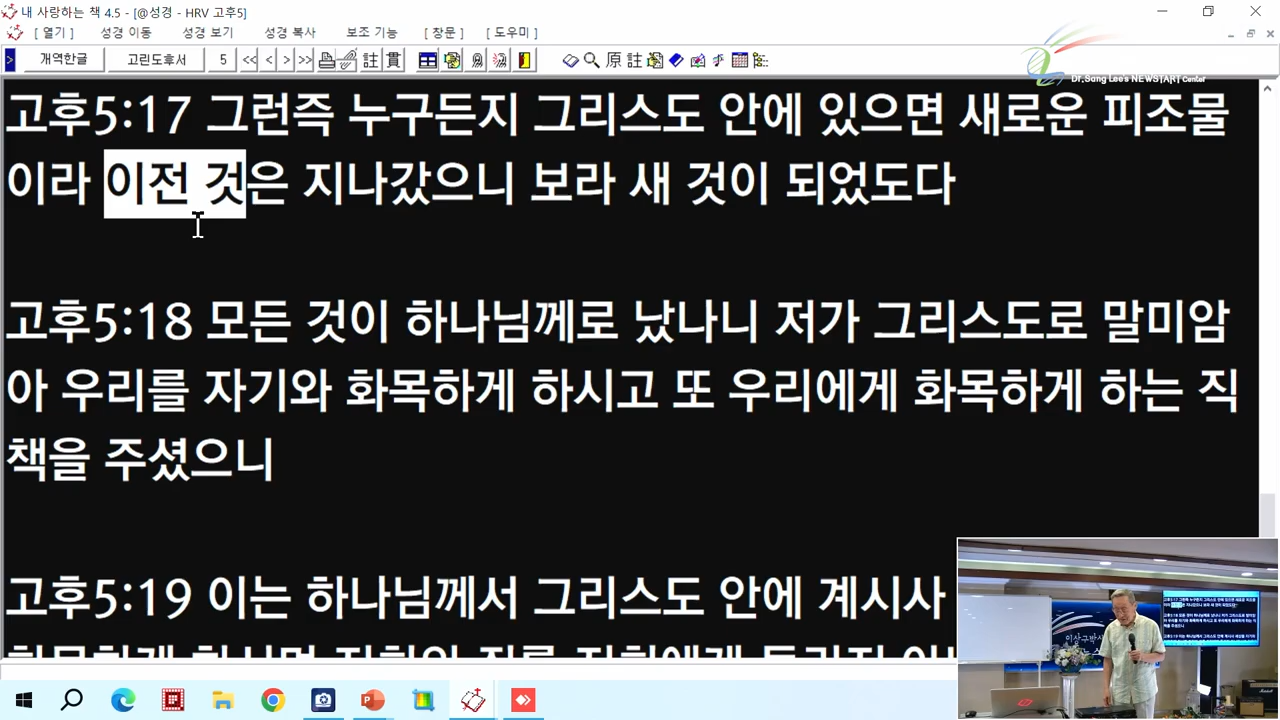 내 사랑하는 책 4.5 - [@성경 - HRV 고후5]
[ 열기 ] 성경 이동 성경 보기 성경 복사 보조 기능 [ 창문 ] [ 도우미 ]
개역한글 고린도후서 5 << < > >> 註 貫 原 註
Dr.Sang Lee's NEWSTART Center
고후5:17 그런즉 누구든지 그리스도 안에 있으면 새로운 피조물
이라 이전 것은 지나갔으니 보라 새 것이 되었도다
고후5:18 모든 것이 하나님께로 났나니 저가 그리스도로 말미암
아 우리를 자기와 화목하게 하시고 또 우리에게 화목하게 하는 직
책을 주셨으니
고후5:19 이는 하나님께서 그리스도 안에 계시사